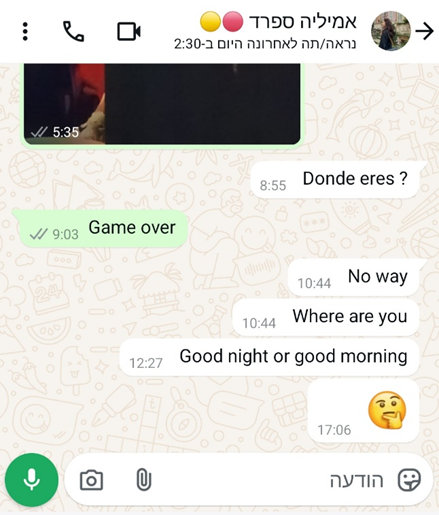 אמיליה ספרד
נראה/תה לאחרונה היום ב-2:30
5:35
Donde eres ?
8:55
Game over
9:03
No way
10:44
Where are you
10:44
Good night or good morning
12:27
🤔
17:06
הודעה